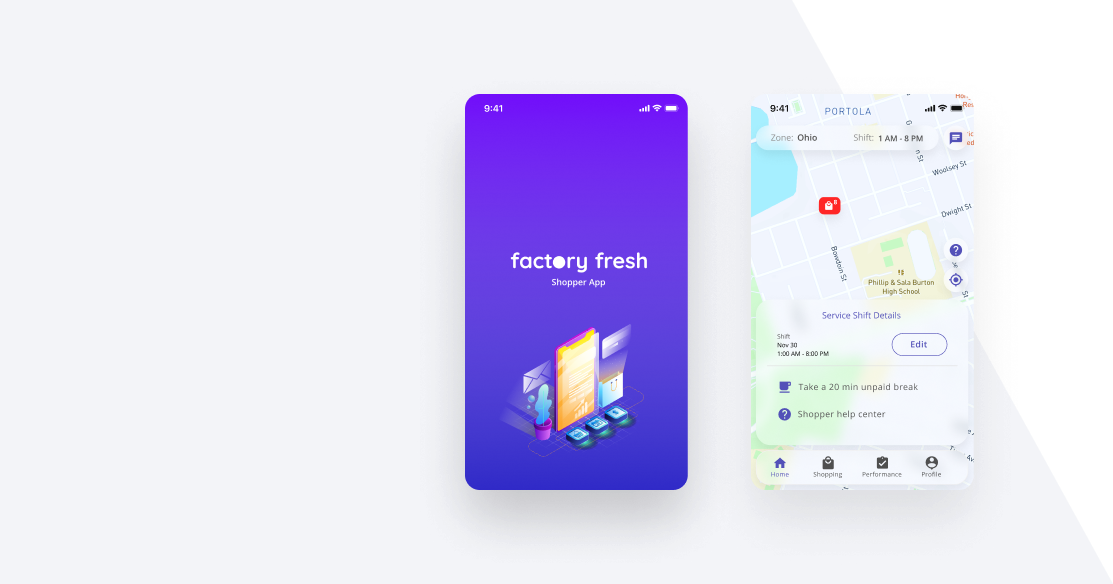 9:41
factory fresh
Shopper App
9:41
PORTOLA
Zone: Ohio
Shift: 1 AM - 8 PM
Woolsey St
8
Dwight St
Bowdoin St
Phillip & Sala Burton
High School
Service Shift Details
Shift
Nov 30
1:00 AM - 8:00 PM
Edit
Take a 20 min unpaid break
Shopper help center
Home
Shopping
Performance
Profile